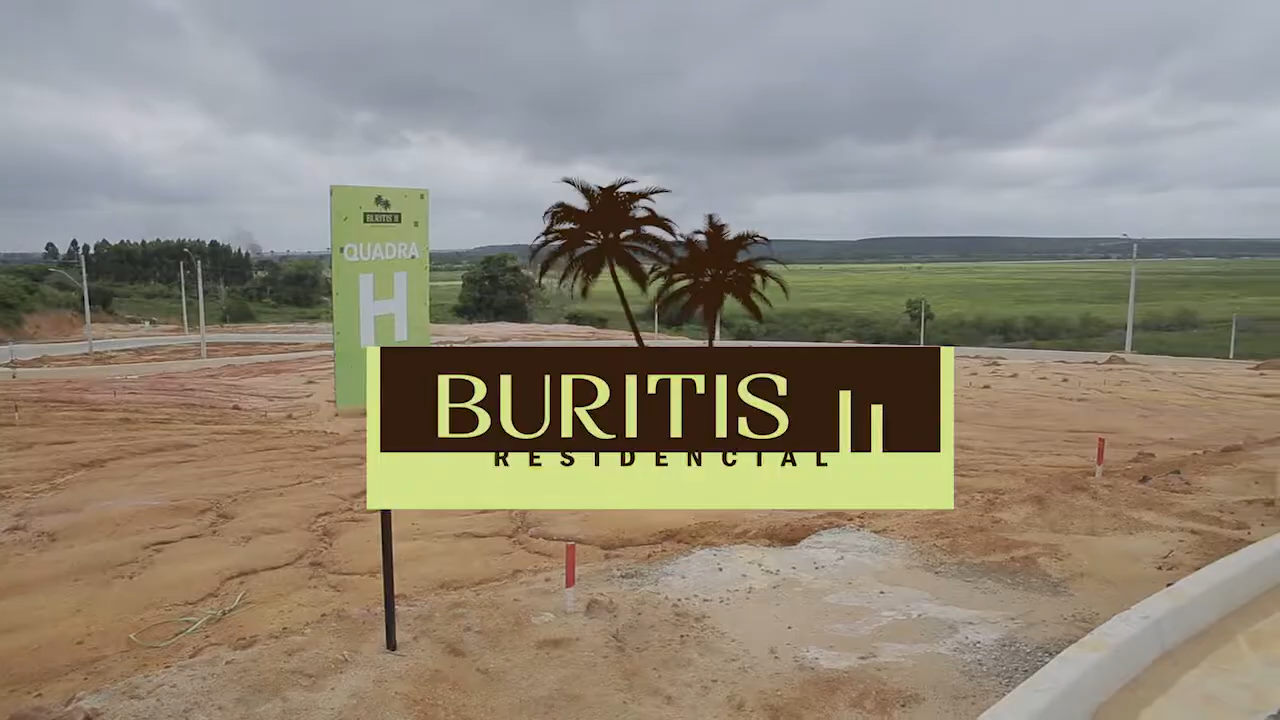 BURITIS II
QUADRA
H
BURITIS II
RESIDENCIAL